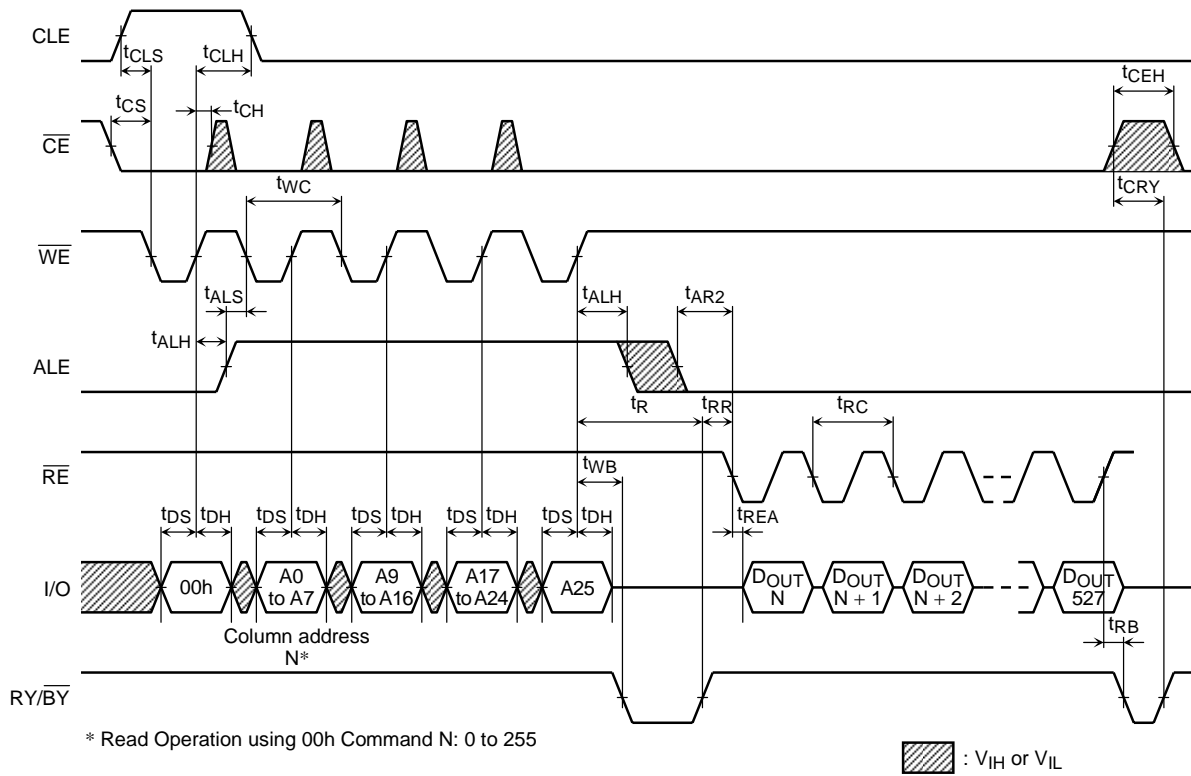 CLE
tCLS
tCLH
tCEH
tCS
tCH
CE
tWC
tCRY
WE
tALS
tALH
tAR2
tALH
ALE
tR
tRR
tRC
RE
tWB
tREA
tDS
tDH
tDS
tDH
tDS
tDH
tDS
tDH
tDS
tDH
I/O
00h
A0
to A7
A9
to A16
A17
to A24
A25
DOUT
N
DOUT
N + 1
DOUT
N + 2
DOUT
527
Column address
N*
tRB
RY/BY
* Read Operation using 00h Command N: 0 to 255
: VIH or VIL